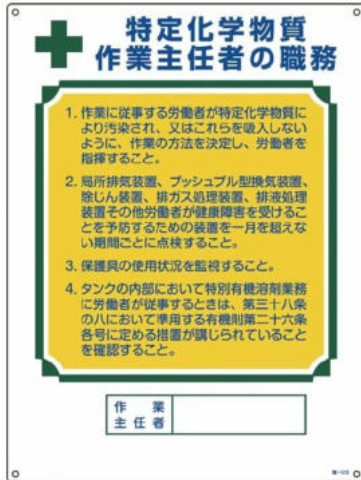 特定化学物質
作業主任者の職務
1. 作業に従事する労働者が特定化学物質に
より汚染され、又はこれらを吸入しない
ように、作業の方法を決定し、労働者を
指揮すること。
2. 局所排気装置、プッシュプル型換気装置、
除じん装置、排ガス処理装置、排液処理
装置その他労働者が健康障害を受けるこ
とを予防するための装置を一月を超えな
い期間ごとに点検すること。
3. 保護具の使用状況を監視すること。
4. タンクの内部において特別有機溶剤業務
に労働者が従事するときは、第三十八条
の八において準用する有機則第二十六条
各号に定める措置が講じられていること
を確認すること。
作業
主任者